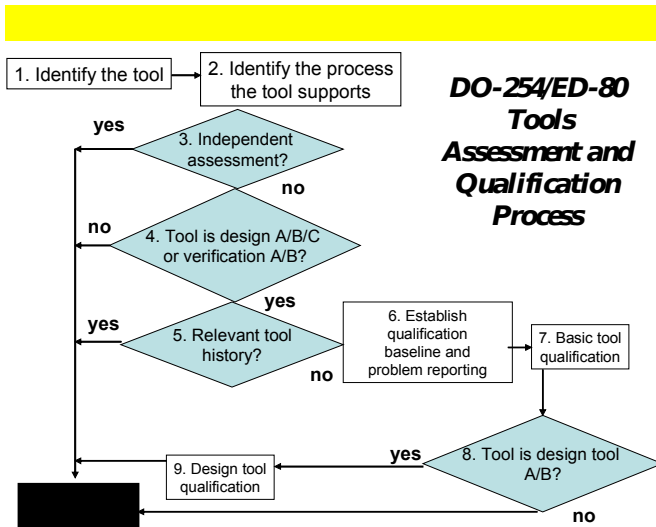 1. Identify the tool
2. Identify the process
the tool supports
DO-254/ED-80
Tools
Assessment and
Qualification
Process
yes
3. Independent
assessment?
no
no
4. Tool is design A/B/C
or verification A/B?
yes
yes
5. Relevant tool
history?
no
6. Establish
qualification
baseline and
problem reporting
7. Basic tool
qualification
8. Tool is design tool
A/B?
yes
9. Design tool
qualification
no